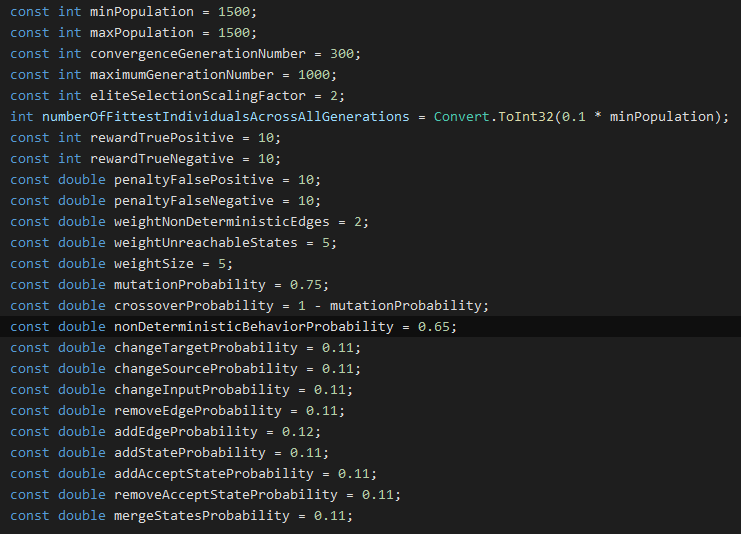 const int minPopulation = 1500;
const int maxPopulation = 1500;
const int convergenceGenerationNumber = 300;
const int maximumGenerationNumber = 1000;
const int eliteSelectionScalingFactor = 2;
int numberOfFittestIndividualsAcrossAllGenerations = Convert.ToInt32(0.1 * minPopulation);
const int rewardTruePositive = 10;
const int rewardTrueNegative = 10;
const double penaltyFalsePositive = 10;
const double penaltyFalseNegative = 10;
const double weightNonDeterministicEdges = 2;
const double weightUnreachableStates = 5;
const double weightSize = 5;
const double mutationProbability = 0.75;
const double crossoverProbability = 1 - mutationProbability;
const double nonDeterministicBehaviorProbability = 0.65;
const double changeTargetProbability = 0.11;
const double changeSourceProbability = 0.11;
const double changeInputProbability = 0.11;
const double removeEdgeProbability = 0.11;
const double addEdgeProbability = 0.12;
const double addStateProbability = 0.11;
const double addAcceptStateProbability = 0.11;
const double removeAcceptStateProbability = 0.11;
const double mergeStatesProbability = 0.11;